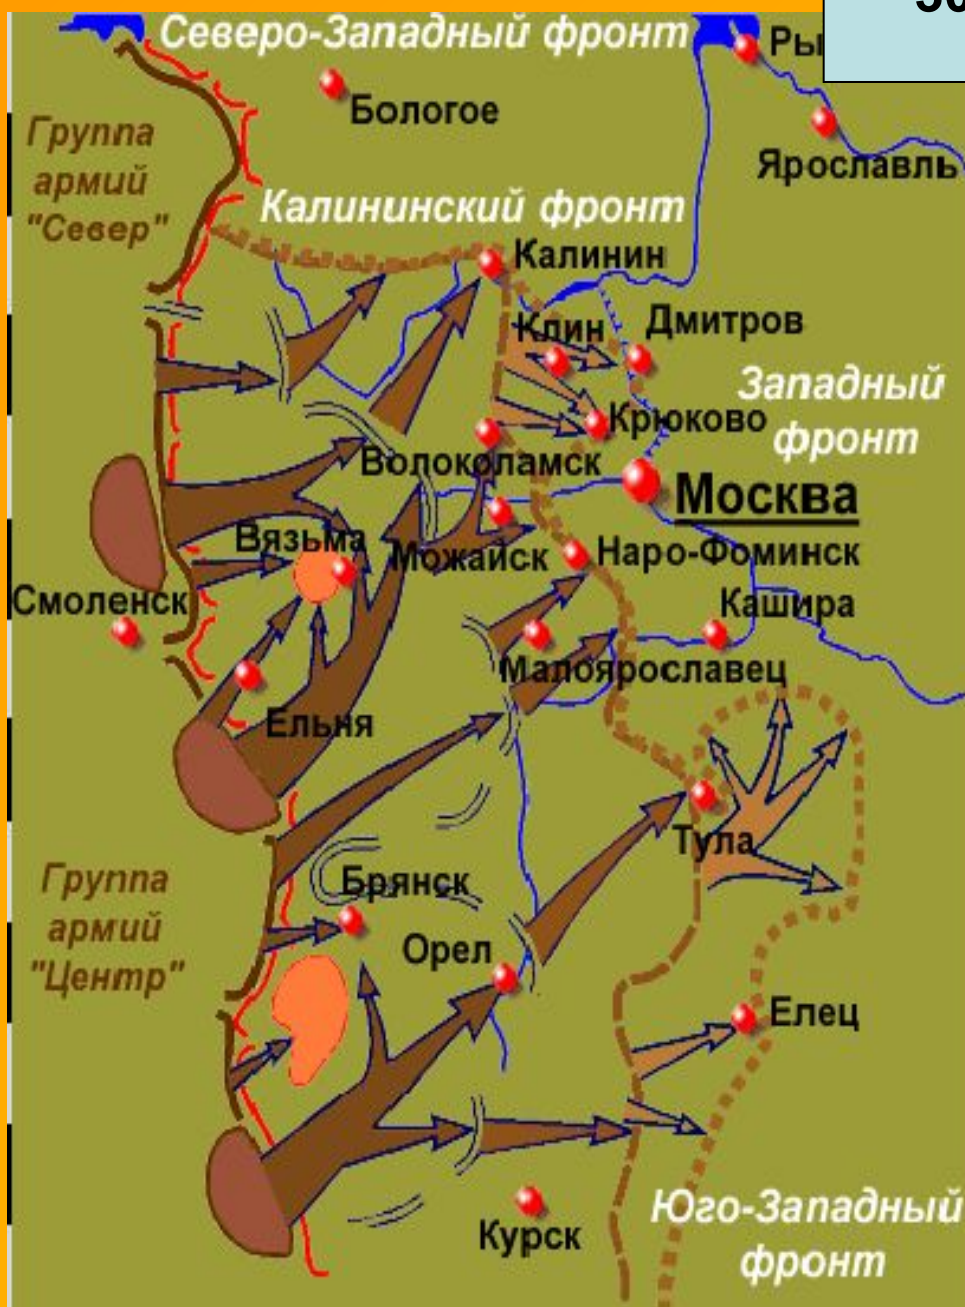 Северо-Западный фронт
Бологое
Ярославль
Группа
армий
"Север"
Калининский фронт
Калинин
Клин
Дмитров
Западный
фронт
Крюково
Волоколамск
Москва
Вязьма
Можайск
Наро-Фоминск
Смоленск
Кашира
Малоярославец
Ельня
Тула
Группа
армий
"Центр"
Брянск
Орел
Елец
Курск
Юго-Западный
фронт